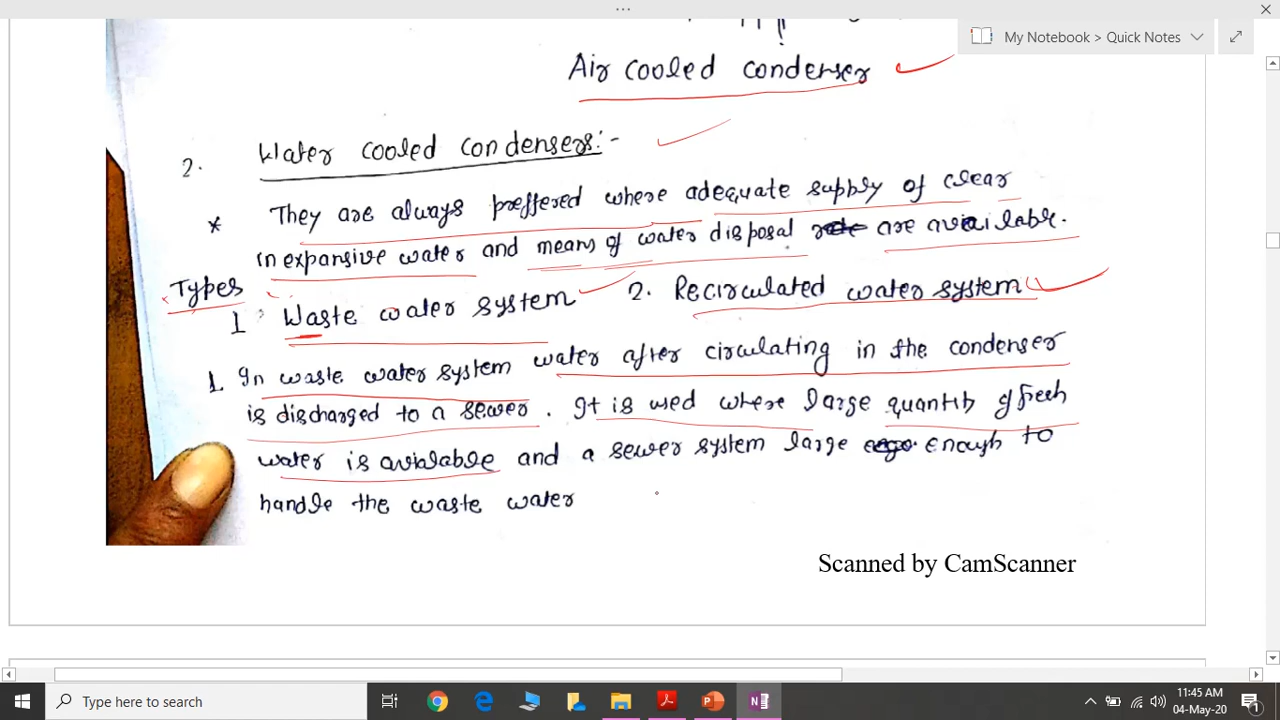 My Notebook > Quick Notes
Air cooled condenser
2. Water cooled condensers:-
* They are always preffered where adequate supply of clear
in expansive water and means of water disposal are available.
Types
1 Waste water system 2. Recirculated water system
1. In waste water system water after circulating in the condenser
is discharged to a sewer. It is used where large quantity of fresh
water is avialable and a sewer system large enough to
handle the waste water
Scanned by CamScanner
Type here to search
11:45 AM
04-May-20
1